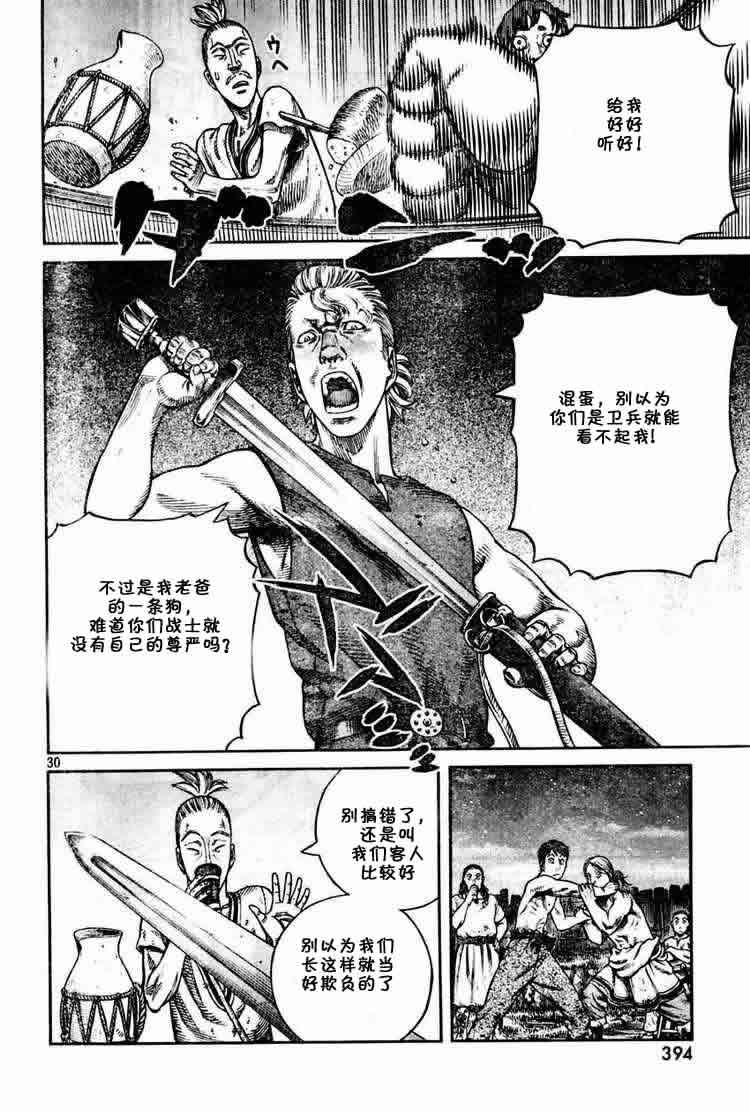 给我
好好
听好!
ウヘ
混蛋，别以为
你们是卫兵就能
看不起我!
不过是我老爸
的一条狗，
难道你们战士就
没有自己的尊严吗?
30
别搞错了，
还是叫
我们客人
比较好
别以为我们
长这样就当
好欺负的了
394